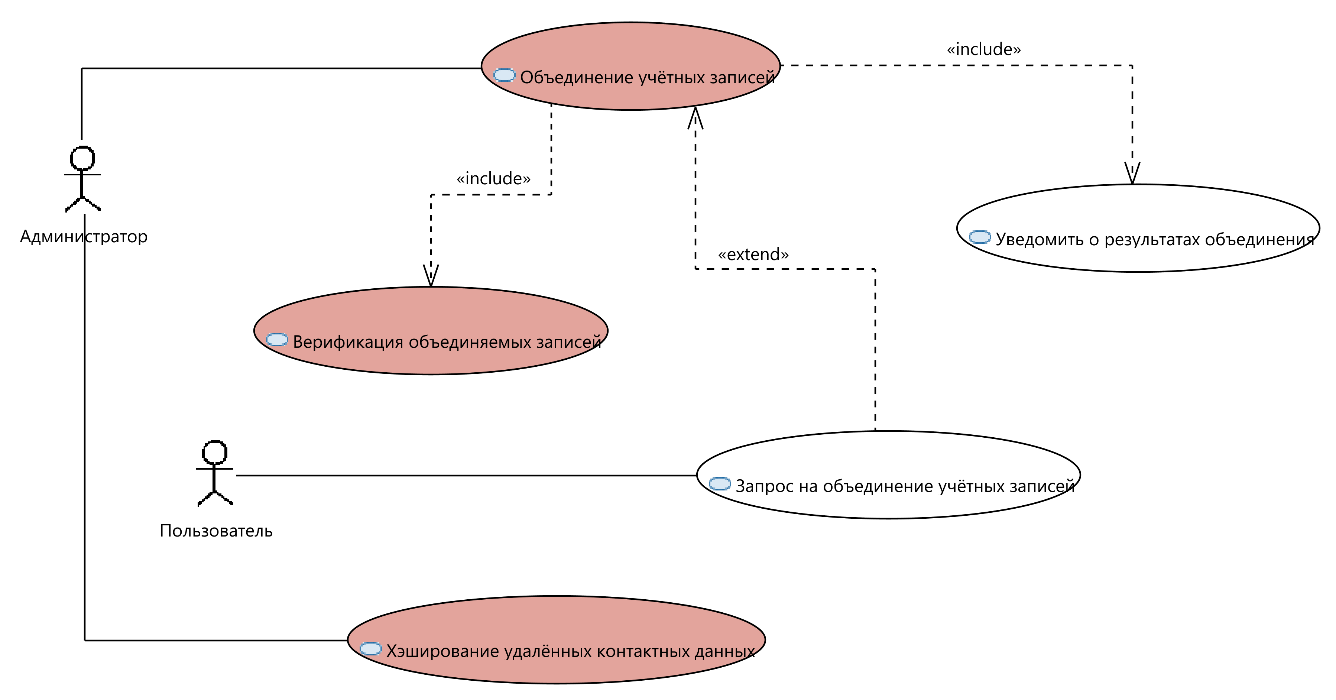 «include»
Объединение учётных записей
«include»
Администратор
Уведомить о результатах объединения
«extend»
Верификация объединяемых записей
Запрос на объединение учётных записей
Пользователь
Хэширование удалённых контактных данных